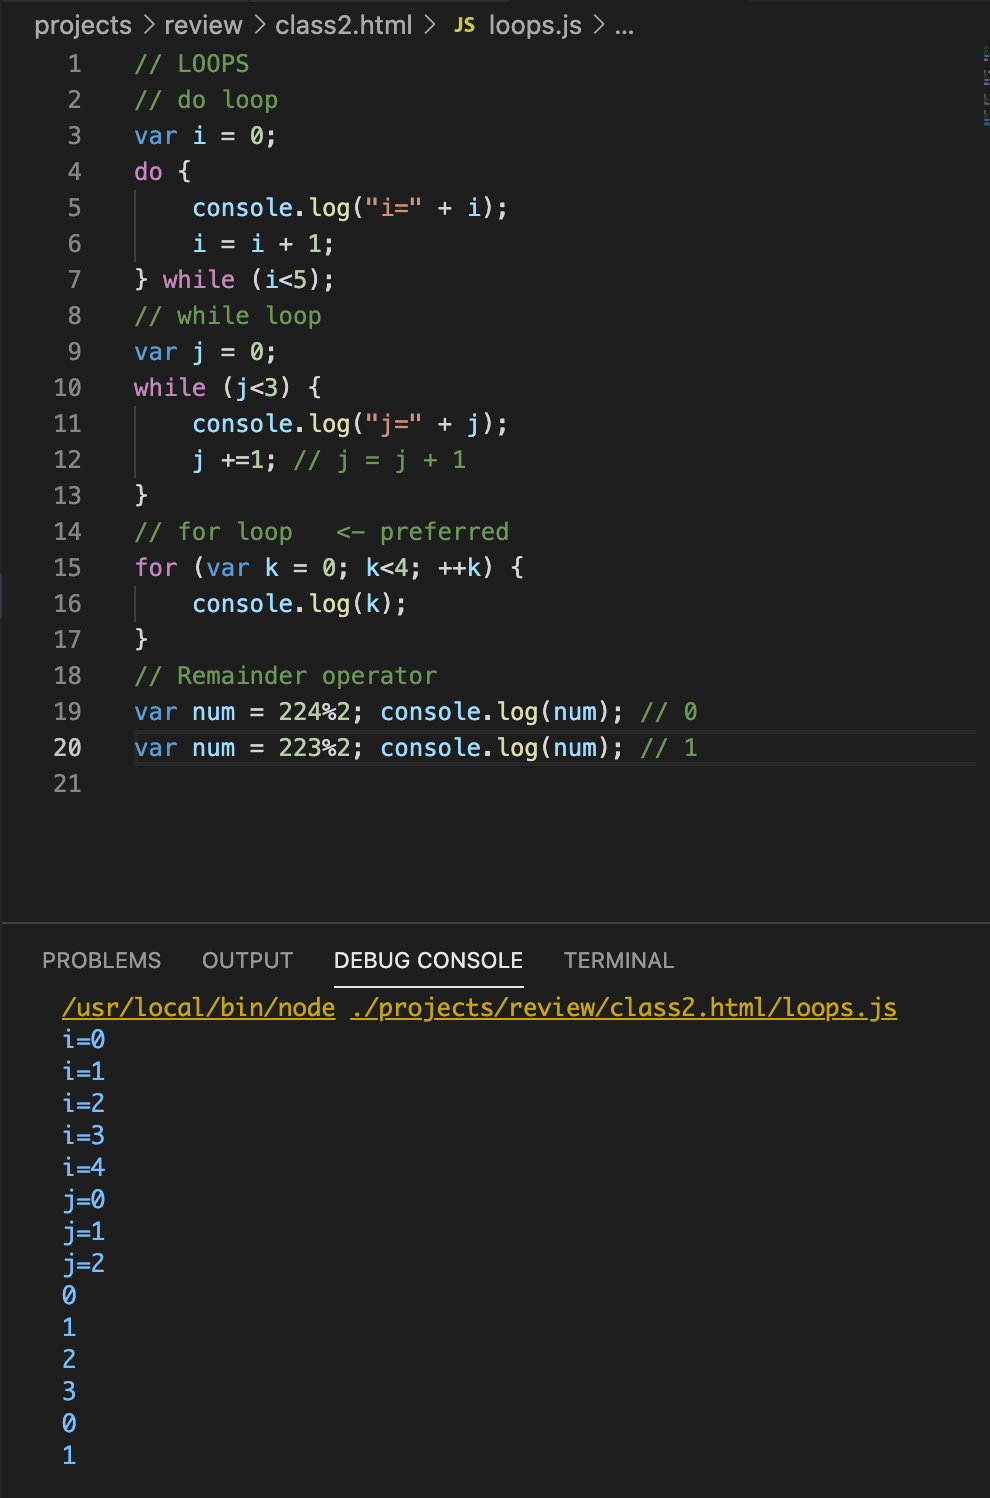 projects > review > class2.html > JS loops.js > ...
1 // LOOPS
2 // do loop
3 var i = 0;
4 do {
5     console.log("i=" + i);
6     i = i + 1;
7 } while (i<5);
8 // while loop
9 var j = 0;
10 while (j<3) {
11     console.log("j=" + j);
12     j +=1; // j = j + 1
13 }
14 // for loop   <- preferred
15 for (var k = 0; k<4; ++k) {
16     console.log(k);
17 }
18 // Remainder operator
19 var num = 224%2; console.log(num); // 0
20 var num = 223%2; console.log(num); // 1
21
PROBLEMS OUTPUT DEBUG CONSOLE TERMINAL
/usr/local/bin/node ./projects/review/class2.html/loops.js
i=0
i=1
i=2
i=3
i=4
j=0
j=1
j=2
0
1
2
3
0
1